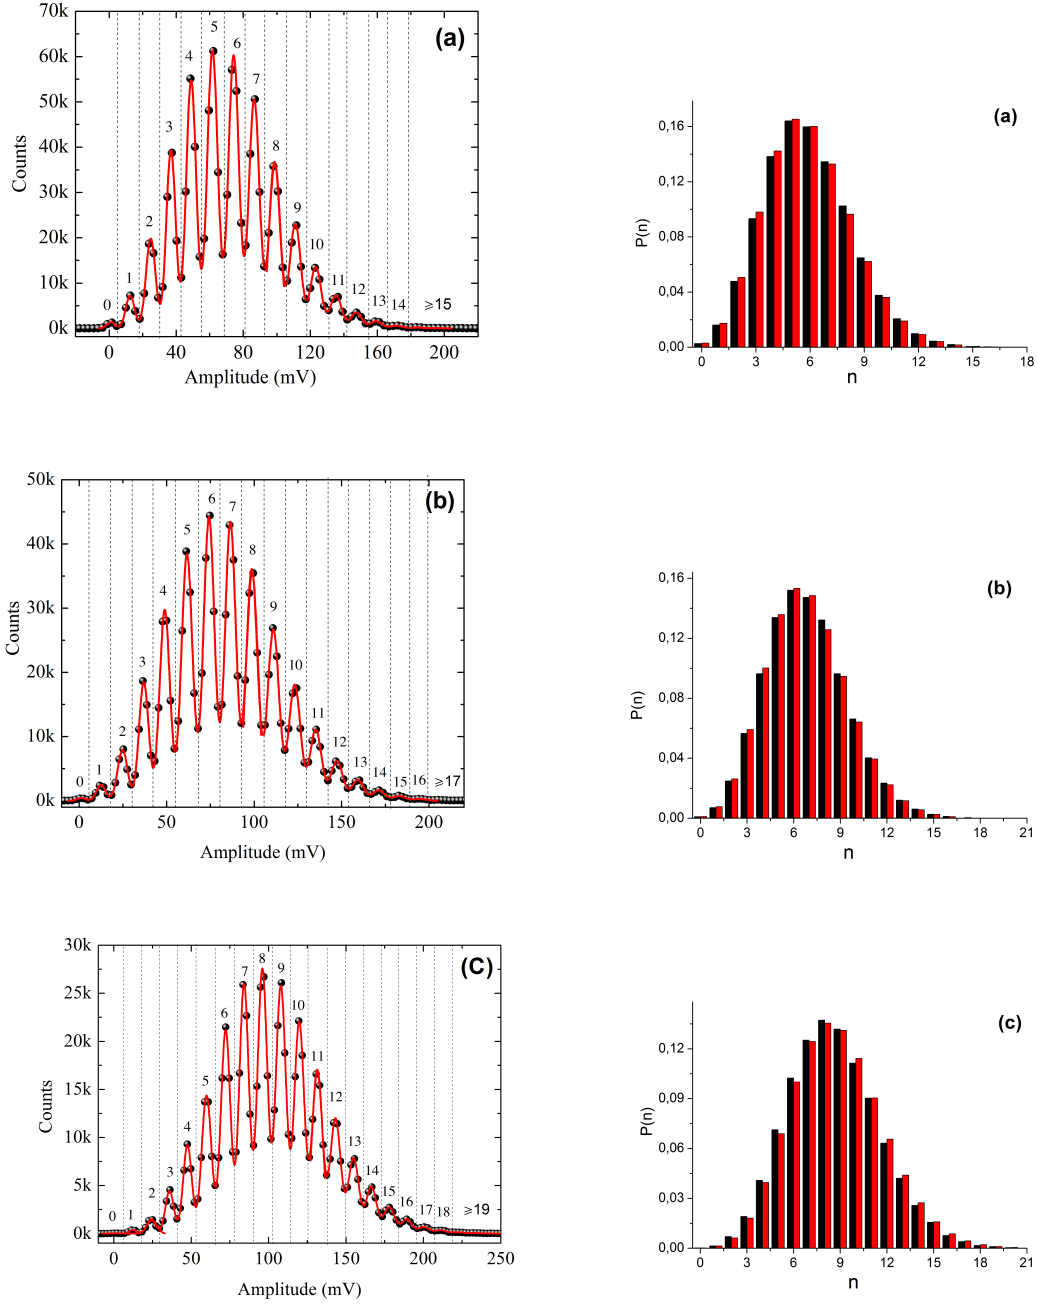 70k
60k
50k
40k
30k
20k
10k
0k
Counts
0 1 2 3 4 5 6 7 8 9 10 11 12 13 14 ≥15
(a)
0 40 80 120 160 200
Amplitude (mV)
0,16
0,12
0,08
0,04
0,00
P(n)
(a)
0 3 6 9 12 15 18
n
50k
40k
30k
20k
10k
0k
Counts
0 1 2 3 4 5 6 7 8 9 10 11 12 13 14 15 16 ≥17
(b)
0 50 100 150 200
Amplitude (mV)
0,16
0,12
0,08
0,04
0,00
P(n)
(b)
0 3 6 9 12 15 18 21
n
30k
25k
20k
15k
10k
5k
0k
Counts
0 1 2 3 4 5 6 7 8 9 10 11 12 13 14 15 16 17 18 ≥19
(C)
0 50 100 150 200 250
Amplitude (mV)
0,12
0,09
0,06
0,03
0,00
P(n)
(c)
0 3 6 9 12 15 18 21
n